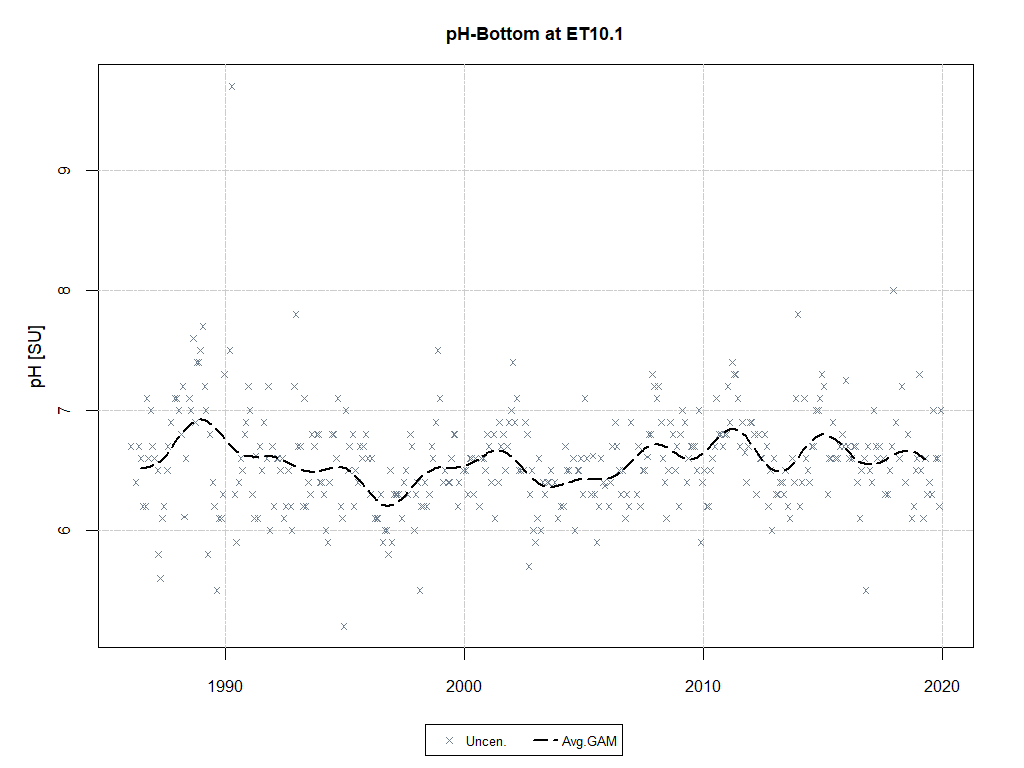 pH-Bottom at ET10.1
pH [SU]
9
8
7
6
1990 2000 2010 2020
Uncen. Avg.GAM